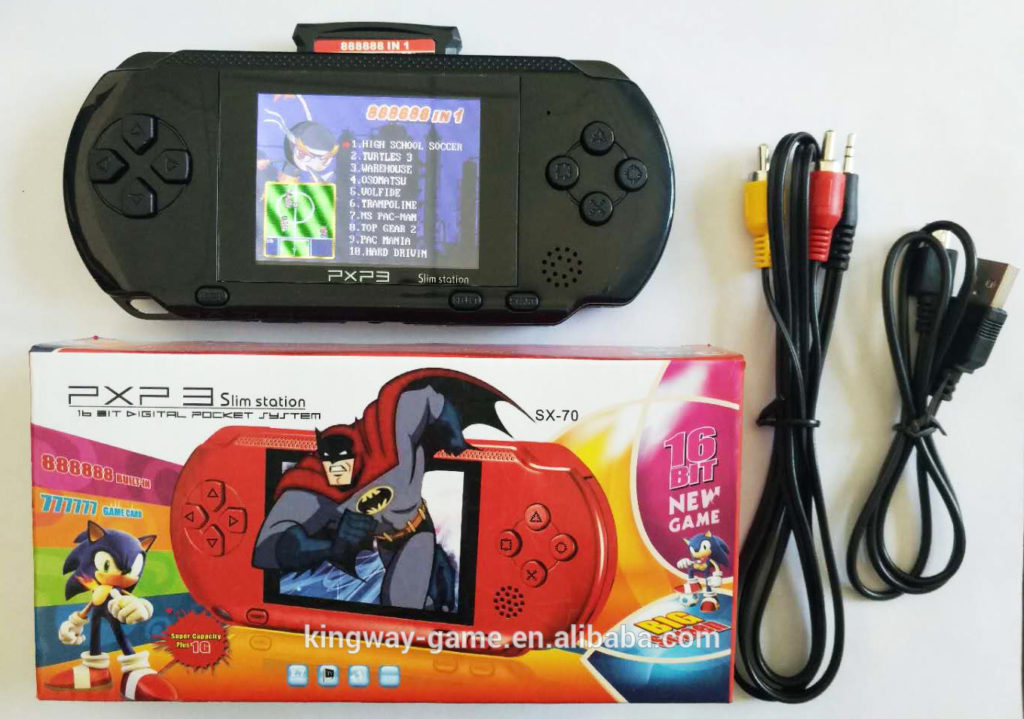 888888 IN 1
888888 IN 1
1.HIGH SCHOOL SOCCER
2.TURTLES 3
3.WAREHOUSE
4.OSOMATSU
5.VOLFIDE
6.TRAMPOLINE
7.MS PAC-MAN
8.TOP GEAR 2
9.PAC MANIA
10.HARD DRIVIN
PXP3 Slim station
PXP3 Slim station
16 BIT DIGITAL POCKET SYSTEM
SX-70
888888 BUILT-IN
777777 GAME CARD
16
BIT
NEW
GAME
Super Capacity
Plus 1G
BIG
kingway-game.en.alibaba.com